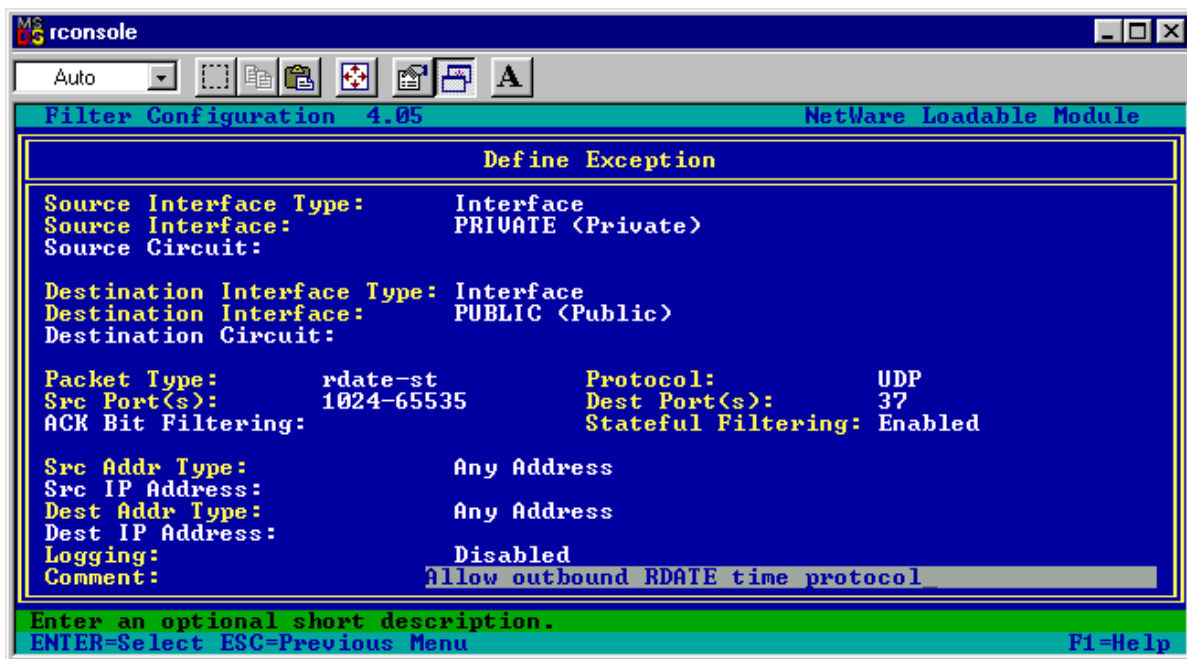 rconsole
Auto
A
Filter Configuration 4.05 NetWare Loadable Module
Define Exception
Source Interface Type: Interface
Source Interface: PRIVATE (Private)
Source Circuit:
Destination Interface Type: Interface
Destination Interface: PUBLIC (Public)
Destination Circuit:
Packet Type: rdate-st Protocol: UDP
Src Port(s): 1024-65535 Dest Port(s): 37
ACK Bit Filtering: Stateful Filtering: Enabled
Src Addr Type: Any Address
Src IP Address:
Dest Addr Type: Any Address
Dest IP Address:
Logging: Disabled
Comment: Allow outbound RDATE time protocol_
Enter an optional short description.
ENTER=Select ESC=Previous Menu F1=Help